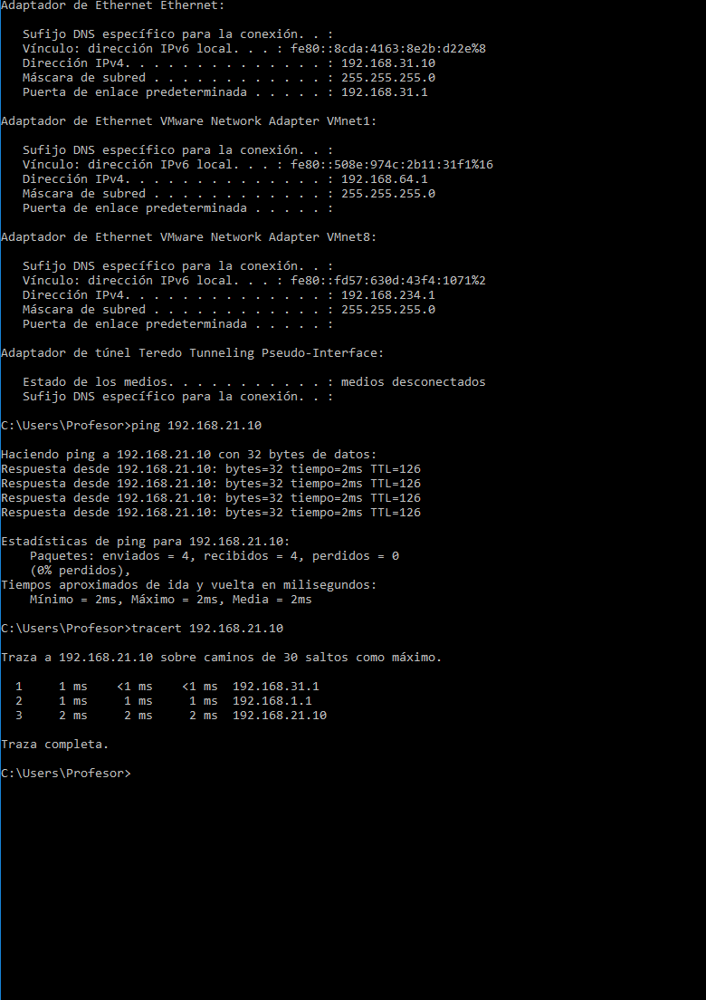 Adaptador de Ethernet Ethernet:
Sufijo DNS específico para la conexión. . :
Vínculo: dirección IPv6 local. . . : fe80::8cda:4163:8e2b:d22e%8
Dirección IPv4. . . . . . . . . . . . . . : 192.168.31.10
Máscara de subred . . . . . . . . . . . . : 255.255.255.0
Puerta de enlace predeterminada . . . . . : 192.168.31.1
Adaptador de Ethernet VMware Network Adapter VMnet1:
Sufijo DNS específico para la conexión. . :
Vínculo: dirección IPv6 local. . . : fe80::508e:974c:2b11:31f1%16
Dirección IPv4. . . . . . . . . . . . . . : 192.168.64.1
Máscara de subred . . . . . . . . . . . . : 255.255.255.0
Puerta de enlace predeterminada . . . . . :
Adaptador de Ethernet VMware Network Adapter VMnet8:
Sufijo DNS específico para la conexión. . :
Vínculo: dirección IPv6 local. . . : fe80::fd57:630d:43f4:1071%2
Dirección IPv4. . . . . . . . . . . . . . : 192.168.234.1
Máscara de subred . . . . . . . . . . . . : 255.255.255.0
Puerta de enlace predeterminada . . . . . :
Adaptador de túnel Teredo Tunneling Pseudo-Interface:
Estado de los medios. . . . . . . . . . . : medios desconectados
Sufijo DNS específico para la conexión. . :
C:\Users\Profesor>ping 192.168.21.10
Haciendo ping a 192.168.21.10 con 32 bytes de datos:
Respuesta desde 192.168.21.10: bytes=32 tiempo=2ms TTL=126
Respuesta desde 192.168.21.10: bytes=32 tiempo=2ms TTL=126
Respuesta desde 192.168.21.10: bytes=32 tiempo=2ms TTL=126
Respuesta desde 192.168.21.10: bytes=32 tiempo=2ms TTL=126
Estadísticas de ping para 192.168.21.10:
Paquetes: enviados = 4, recibidos = 4, perdidos = 0
(0% perdidos),
Tiempos aproximados de ida y vuelta en milisegundos:
Mínimo = 2ms, Máximo = 2ms, Media = 2ms
C:\Users\Profesor>tracert 192.168.21.10
Traza a 192.168.21.10 sobre caminos de 30 saltos como máximo.
1 1 ms <1 ms <1 ms 192.168.31.1
2 1 ms 1 ms 1 ms 192.168.1.1
3 2 ms 2 ms 2 ms 192.168.21.10
Traza completa.
C:\Users\Profesor>